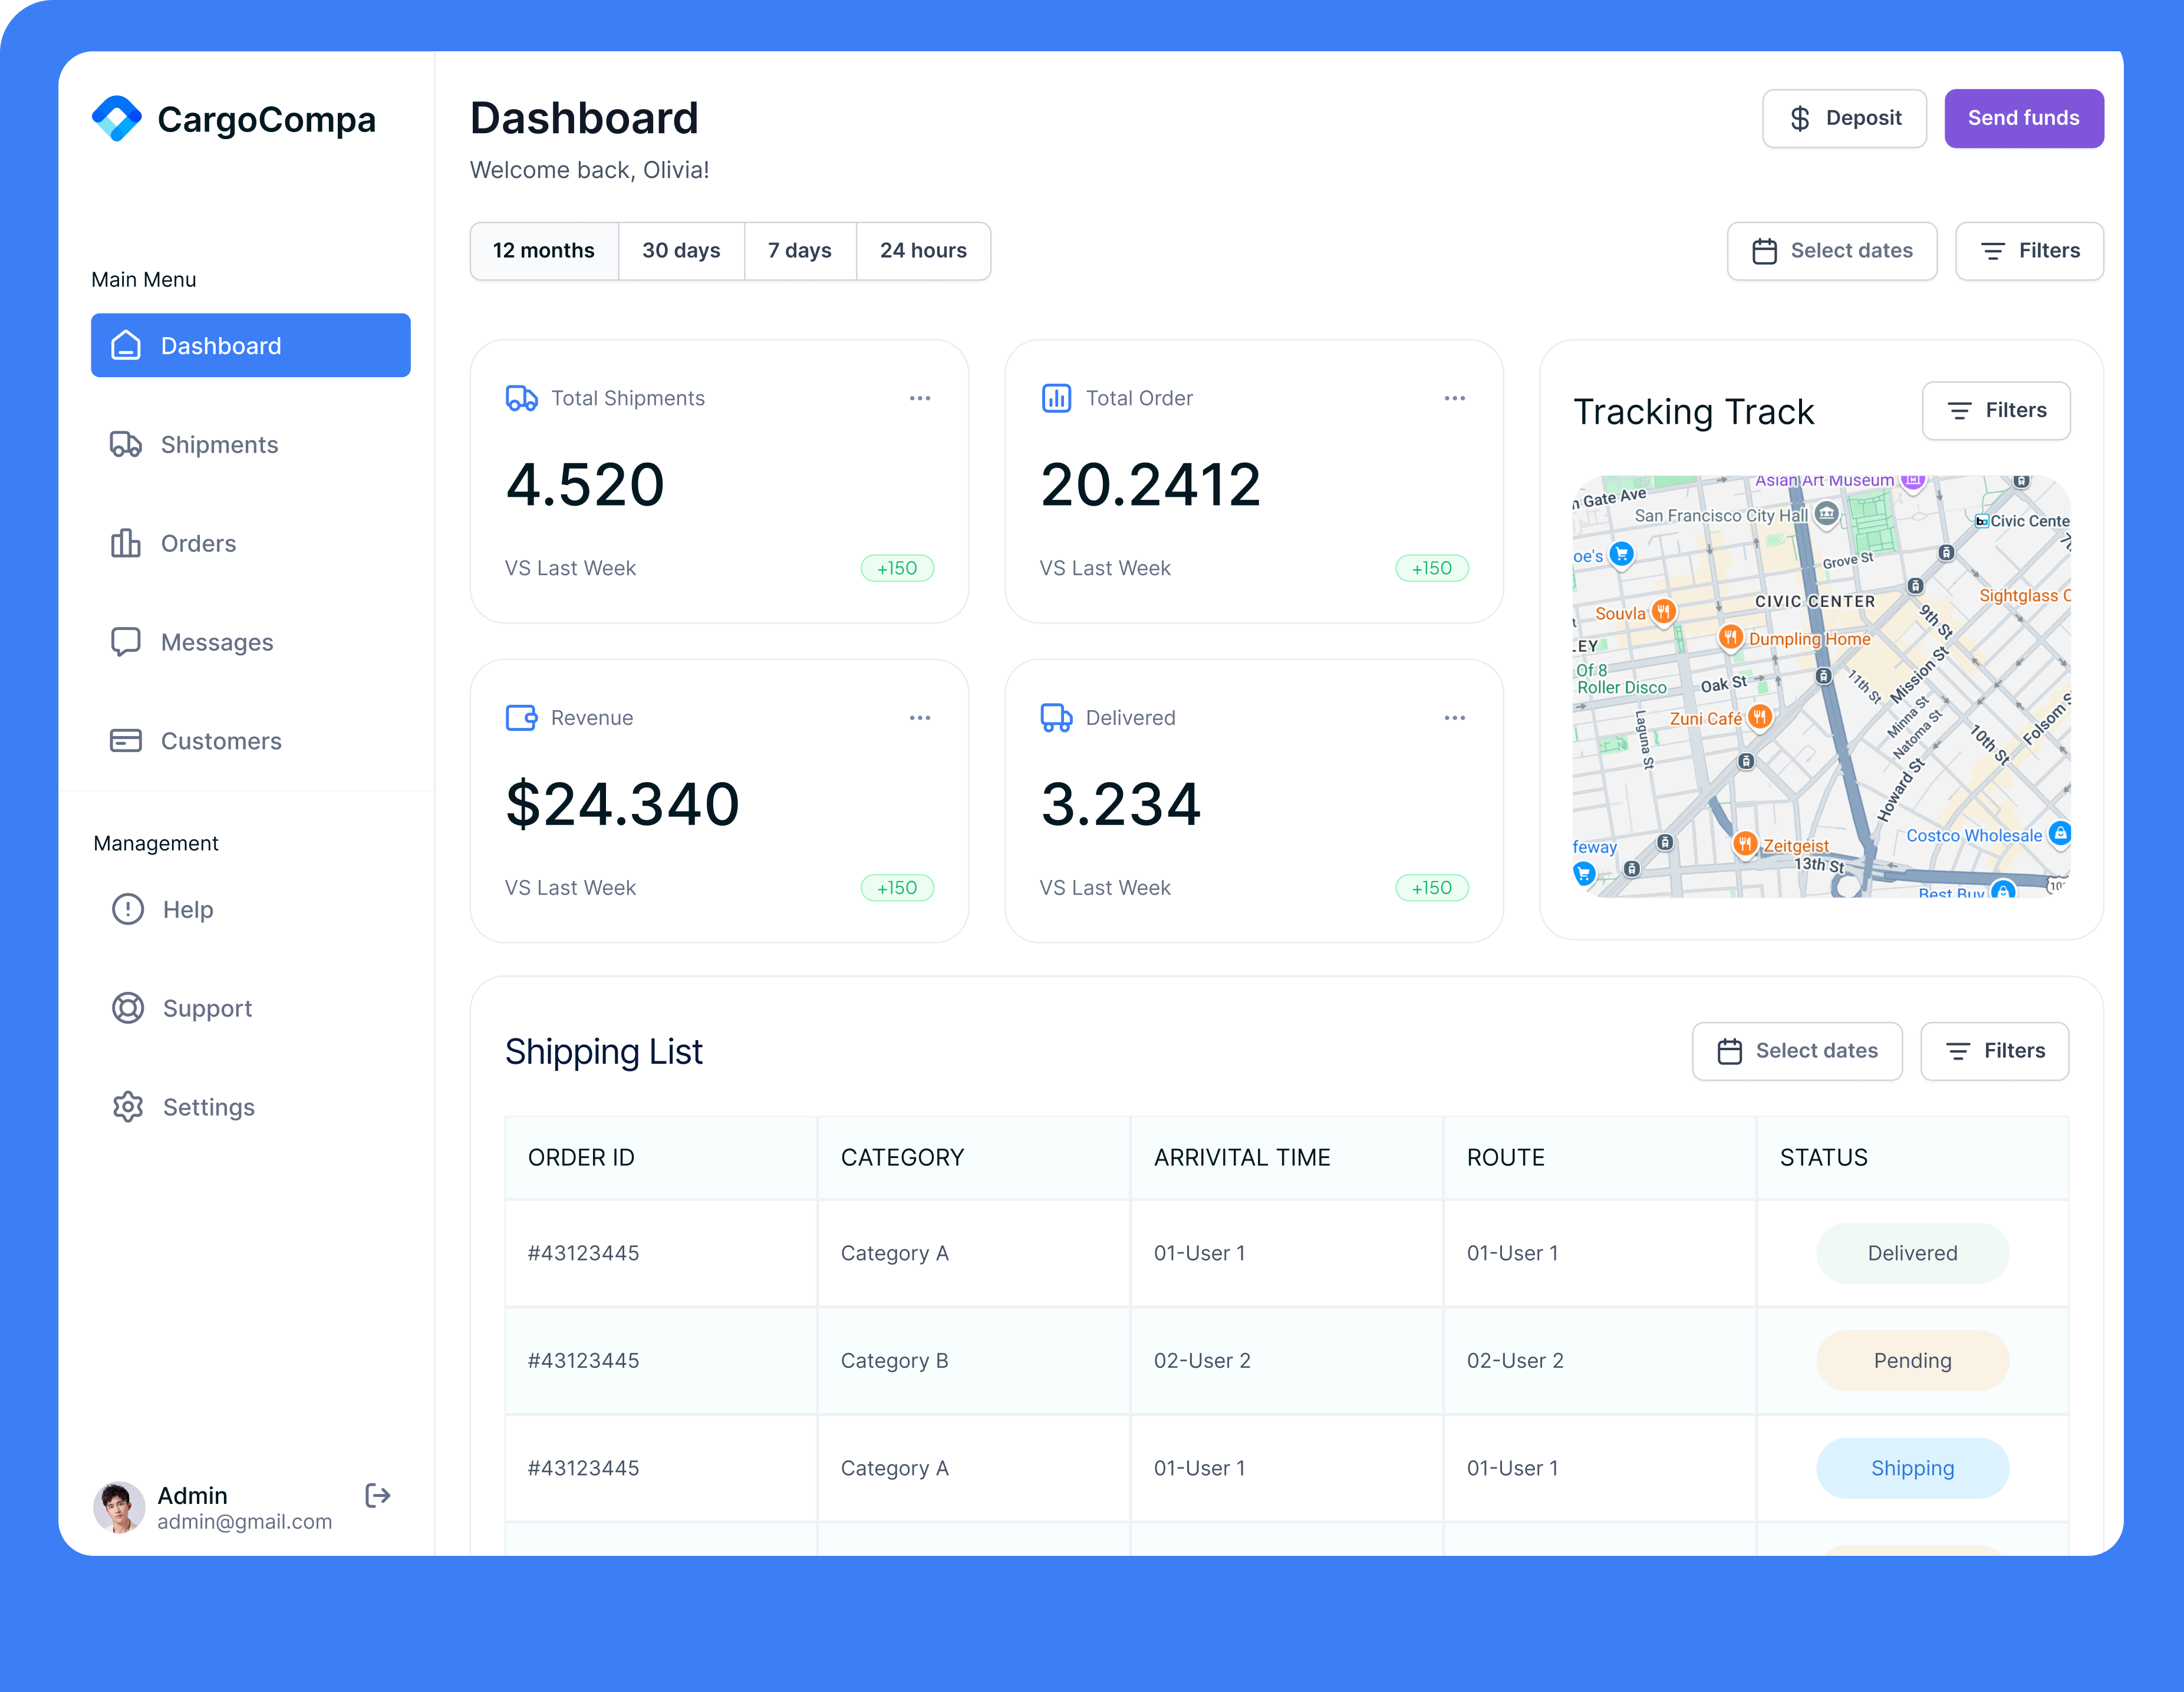 CargoCompa
Main Menu
Dashboard
Shipments
Orders
Messages
Customers
Management
Help
Support
Settings
Admin
admin@gmail.com
Dashboard
Welcome back, Olivia!
Deposit
Send funds
12 months
30 days
7 days
24 hours
Select dates
Filters
Total Shipments
4.520
VS Last Week
+150
Total Order
20.2412
VS Last Week
+150
Revenue
$24.340
VS Last Week
+150
Delivered
3.234
VS Last Week
+150
Tracking Track
Filters
Asian Art Museum
n Gate Ave
San Francisco City Hall
Civic Cente
oe's
Grove St
CIVIC CENTER
Sightglass C
Souvla
9th St
Dumpling Home
LEY
Of 8
Roller Disco
Oak St
11th St
Mission St
Laguna St
Zuni Café
Minna St
Natoma St
10th St
Folsom S
Howard St
feway
Zeitgeist
13th St
Costco Wholesale
Best Buy
101
Shipping List
Select dates
Filters
ORDER ID CATEGORY ARRIVITAL TIME ROUTE STATUS
#43123445 Category A 01-User 1 01-User 1 Delivered
#43123445 Category B 02-User 2 02-User 2 Pending
#43123445 Category A 01-User 1 01-User 1 Shipping